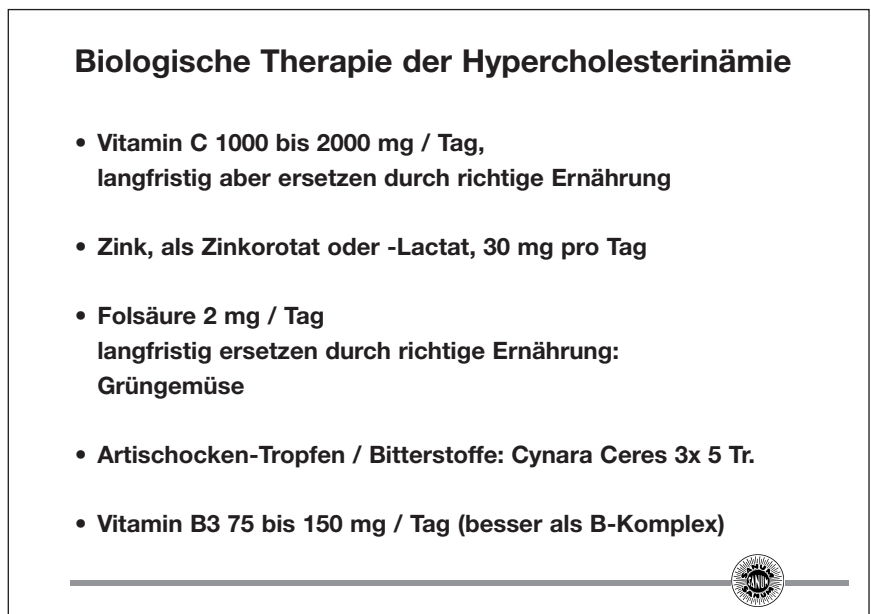 Biologische Therapie der Hypercholesterinämie
• Vitamin C 1000 bis 2000 mg / Tag,
langfristig aber ersetzen durch richtige Ernährung
• Zink, als Zinkorotat oder -Lactat, 30 mg pro Tag
• Folsäure 2 mg / Tag
langfristig ersetzen durch richtige Ernährung:
Grüngemüse
• Artischocken-Tropfen / Bitterstoffe: Cynara Ceres 3x 5 Tr.
• Vitamin B3 75 bis 150 mg / Tag (besser als B-Komplex)